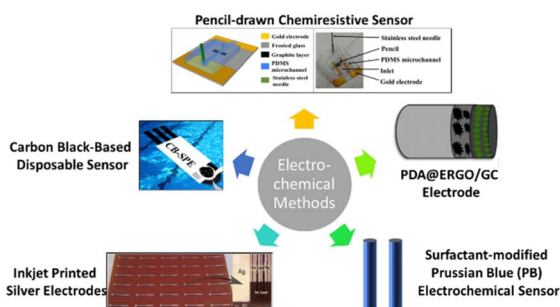 Pencil-drawn Chemiresistive Sensor
Gold electrode
Frosted glass
Graphite layer
PDMS
microchannel
Stainless steel
needle
Stainless steel needle
Pencil
PDMS microchannel
Inlet
Gold electrode
Carbon Black-Based
Disposable Sensor
CB-SPE
Electro-
chemical
Methods
PDA@ERGO/GC
Electrode
Inkjet Printed
Silver Electrodes
Ag
Surfactant-modified
Prussian Blue (PB)
Electrochemical Sensor